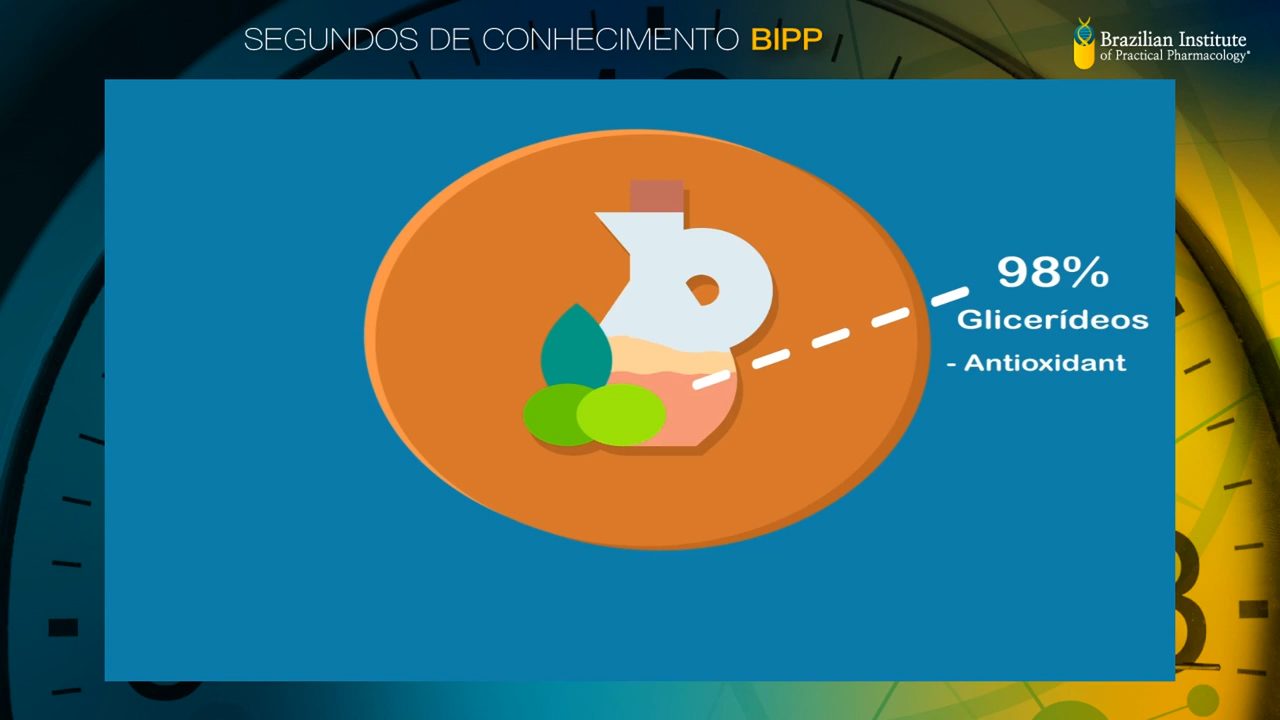 SEGUNDOS DE CONHECIMENTO BIPP
Brazilian Institute
of Practical Pharmacology
98%
Glicerídeos
- Antioxidant